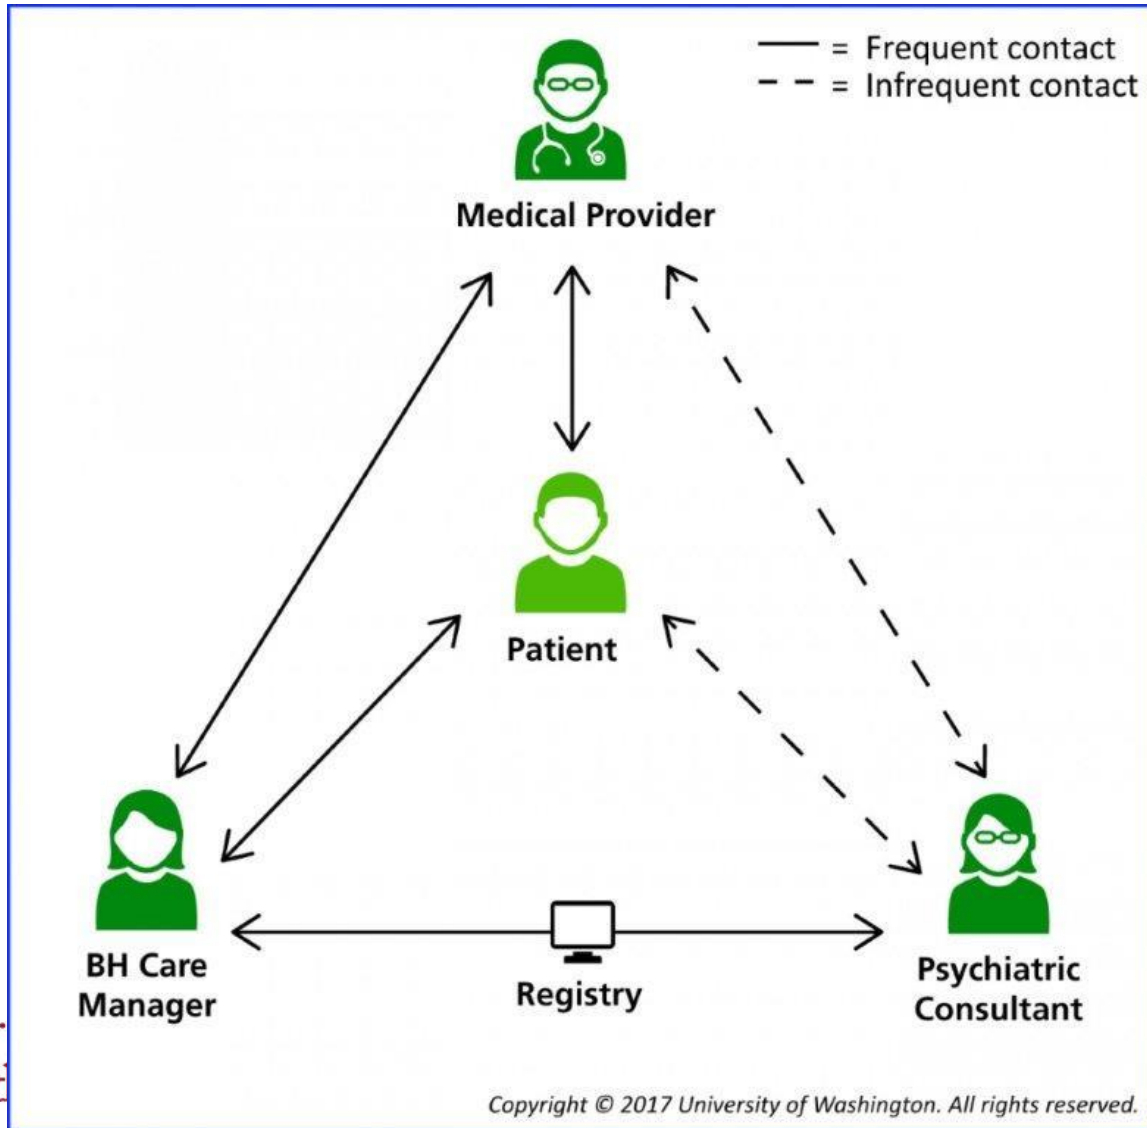 = Frequent contact
= Infrequent contact
Medical Provider
Patient
BH Care
Manager
Registry
Psychiatric
Consultant
Copyright © 2017 University of Washington. All rights reserved.